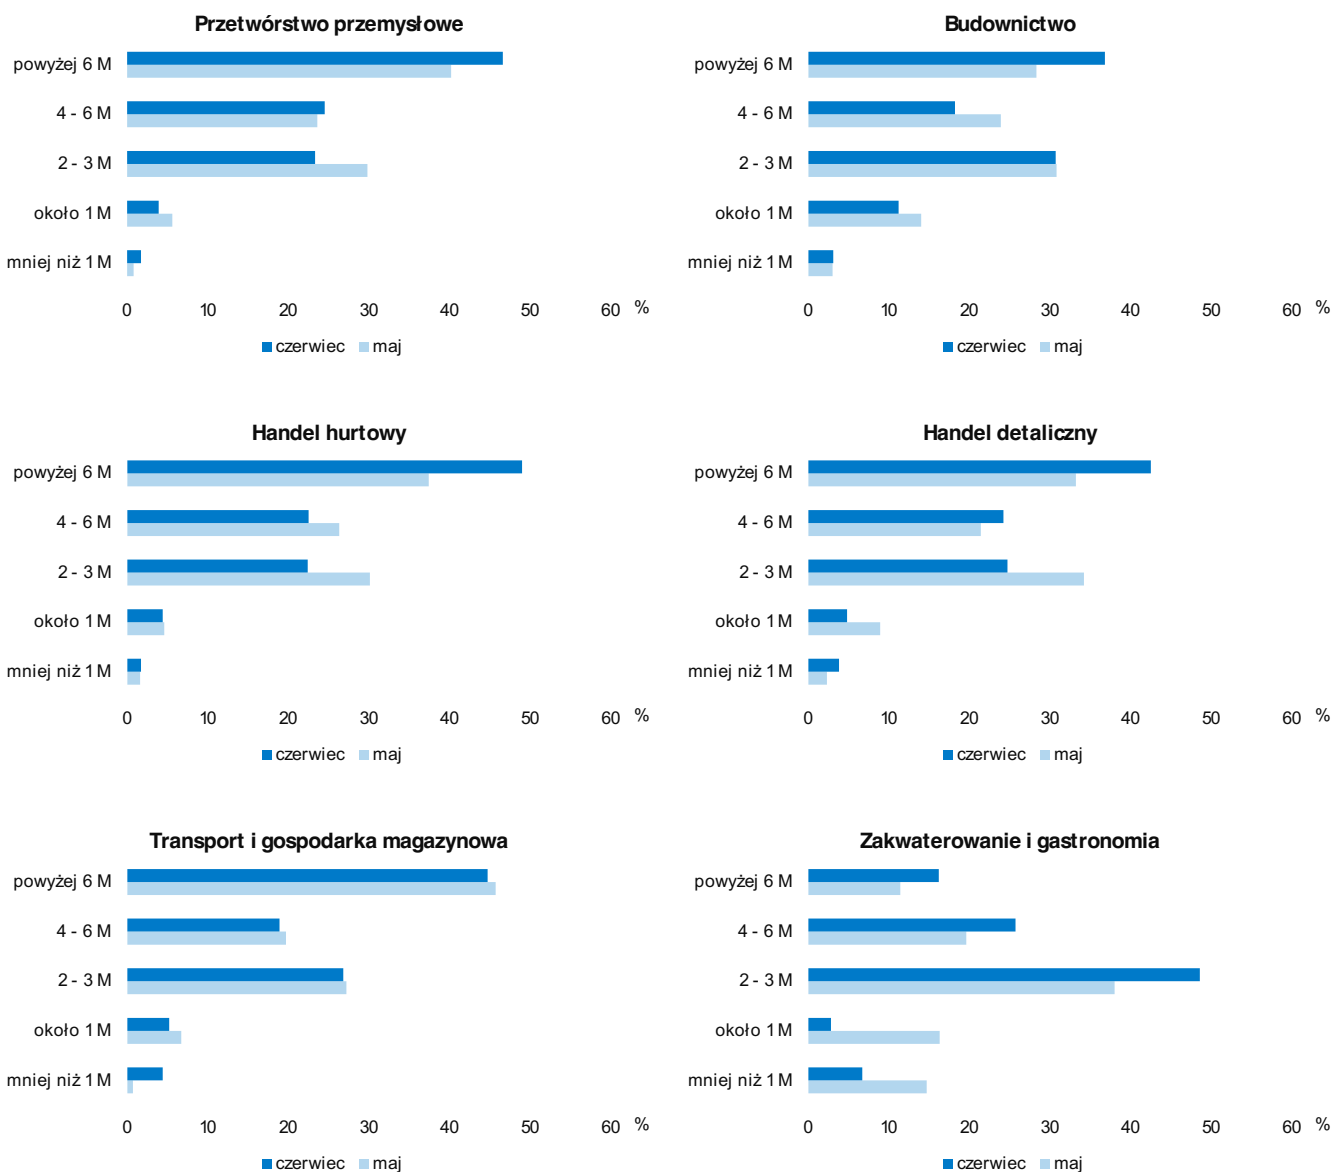 Przetwórstwo przemysłowe
powyżej 6 M
4 - 6 M
2 - 3 M
około 1 M
mniej niż 1 M
0 10 20 30 40 50 60 %
czerwiec maj
Budownictwo
powyżej 6 M
4 - 6 M
2 - 3 M
około 1 M
mniej niż 1 M
0 10 20 30 40 50 60 %
czerwiec maj
Handel hurtowy
powyżej 6 M
4 - 6 M
2 - 3 M
około 1 M
mniej niż 1 M
0 10 20 30 40 50 60 %
czerwiec maj
Handel detaliczny
powyżej 6 M
4 - 6 M
2 - 3 M
około 1 M
mniej niż 1 M
0 10 20 30 40 50 60 %
czerwiec maj
Transport i gospodarka magazynowa
powyżej 6 M
4 - 6 M
2 - 3 M
około 1 M
mniej niż 1 M
0 10 20 30 40 50 60 %
czerwiec maj
Zakwaterowanie i gastronomia
powyżej 6 M
4 - 6 M
2 - 3 M
około 1 M
mniej niż 1 M
0 10 20 30 40 50 60 %
czerwiec maj